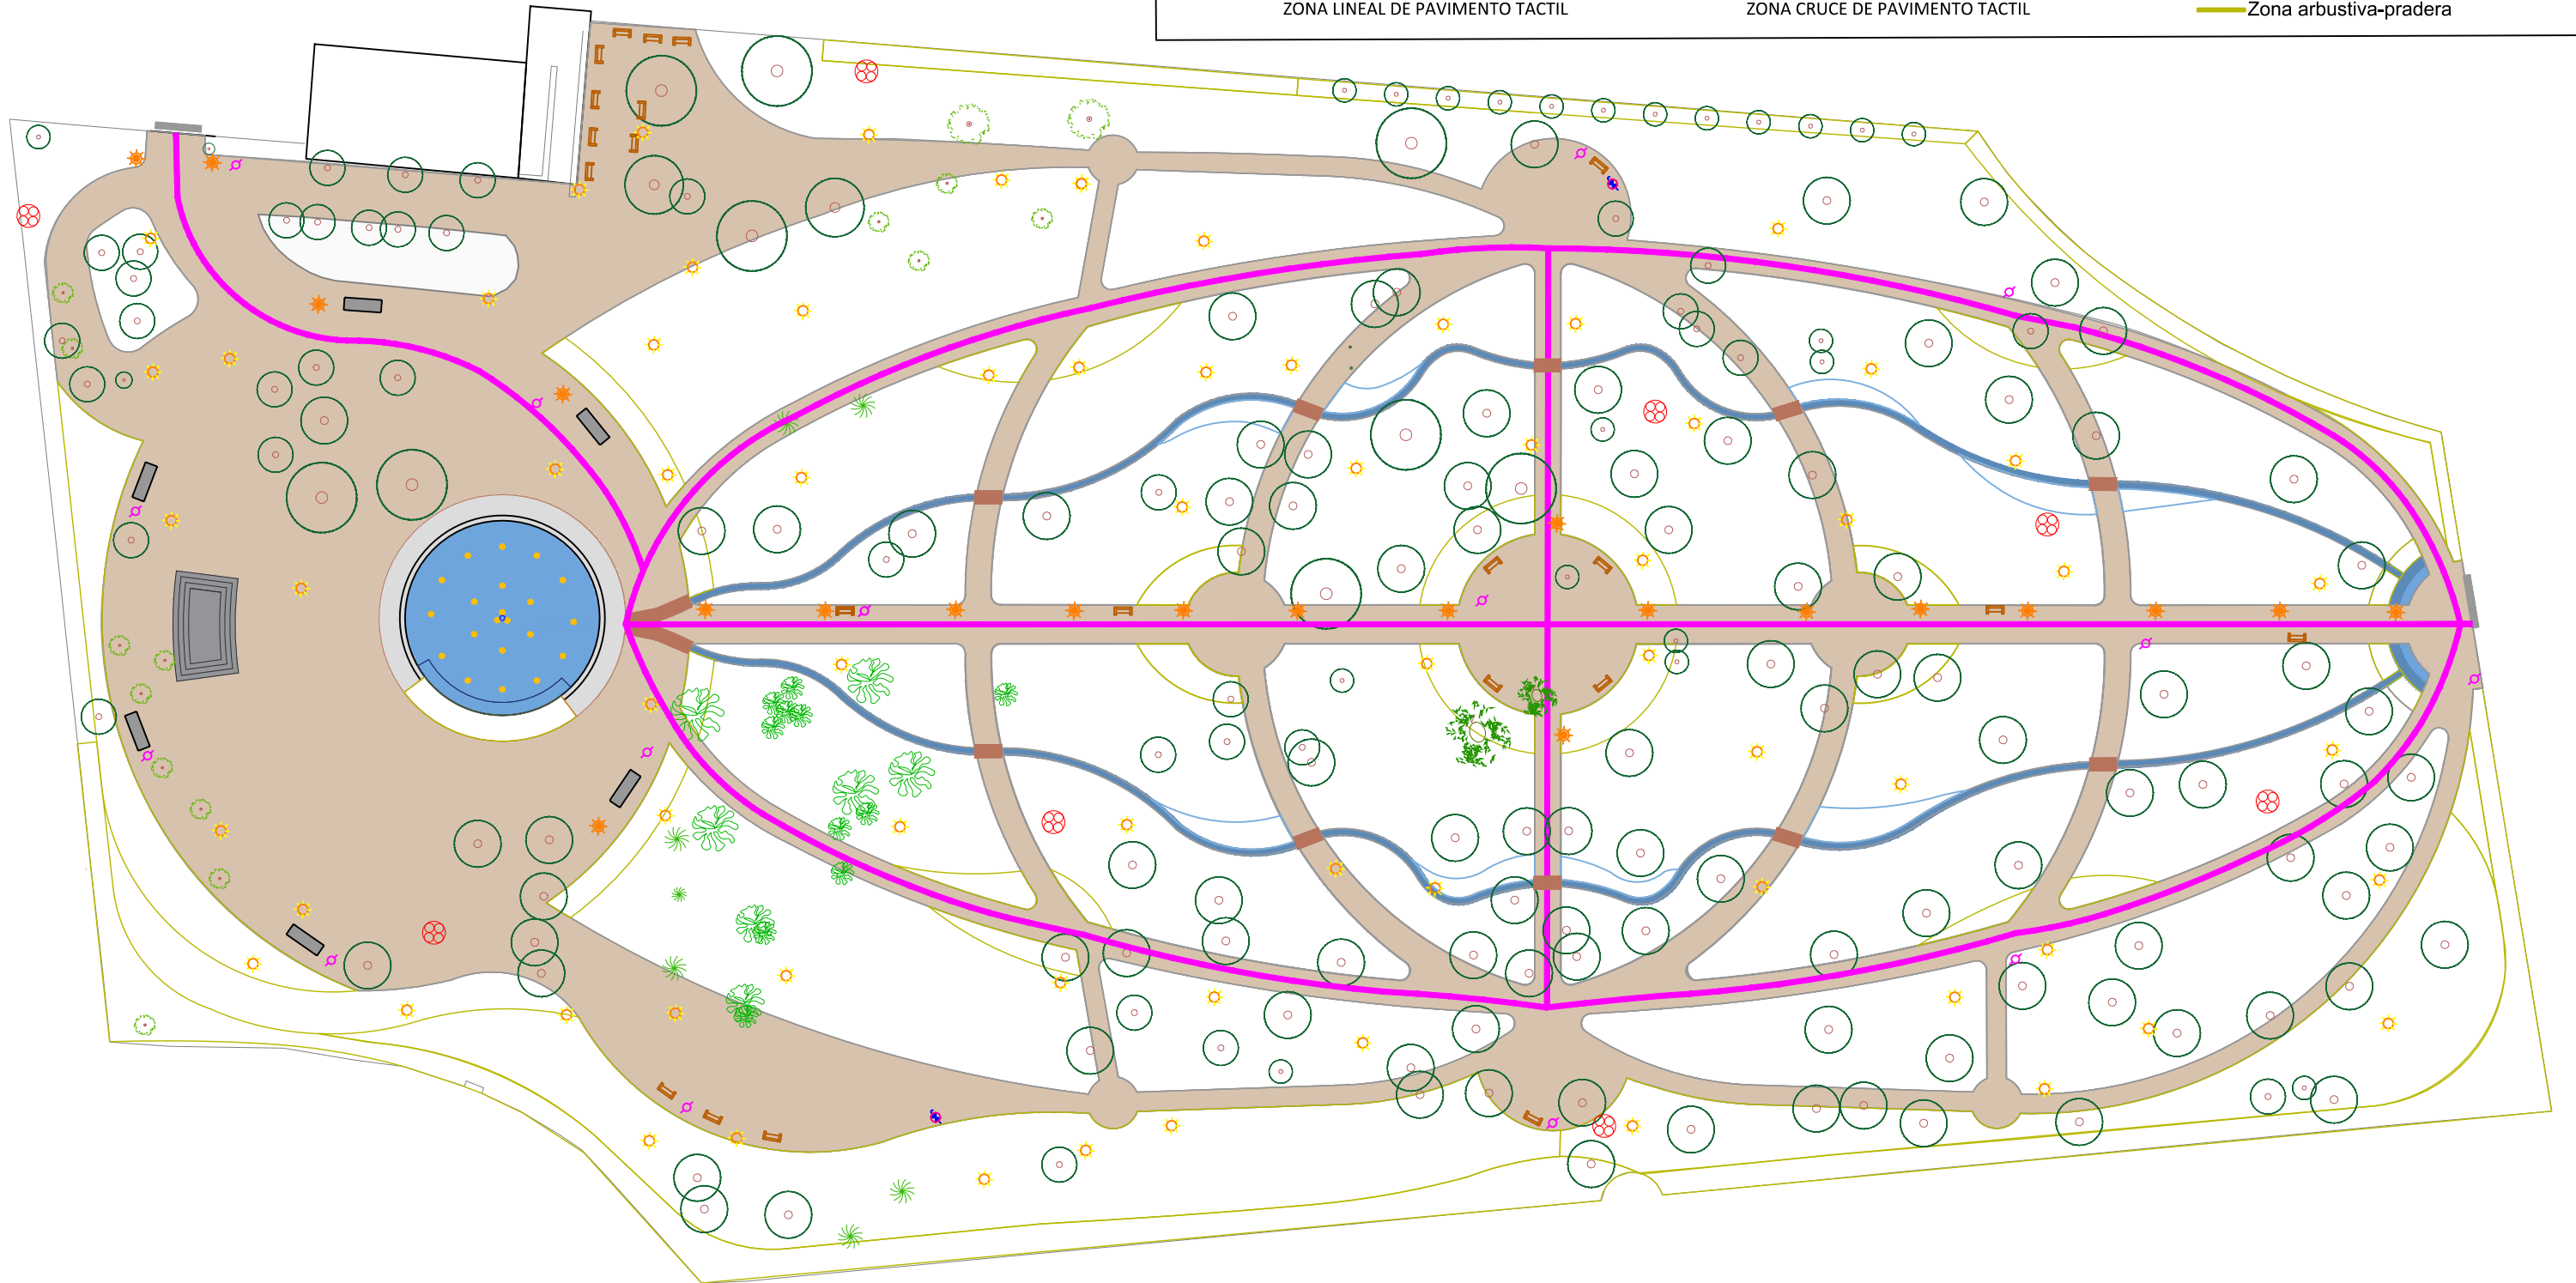 ZONA LINEAL DE PAVIMENTO TACTIL
ZONA CRUCE DE PAVIMENTO TACTIL
Zona arbustiva-pradera